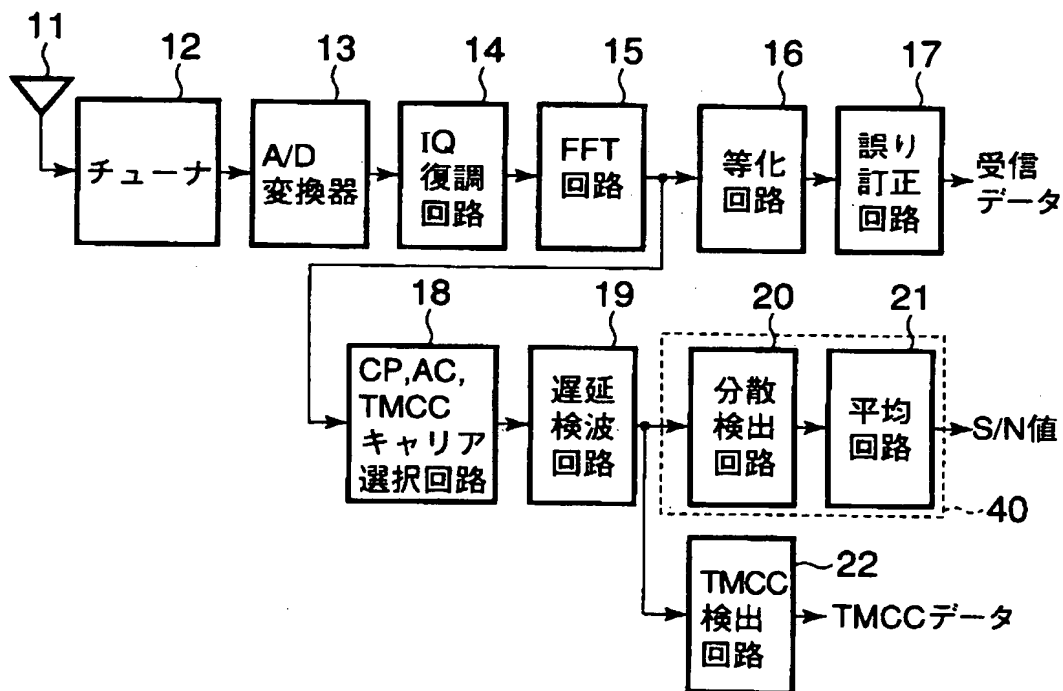 11
12
13
14
15
16
17
チューナ
A/D
変換器
IQ
復調
回路
FFT
回路
等化
回路
誤り
訂正
回路
受信
データ
18
19
20
21
CP,AC,
TMCC
キャリア
選択回路
遅延
検波
回路
分散
検出
回路
平均
回路
S/N値
40
22
TMCC
検出
回路
TMCCデータ